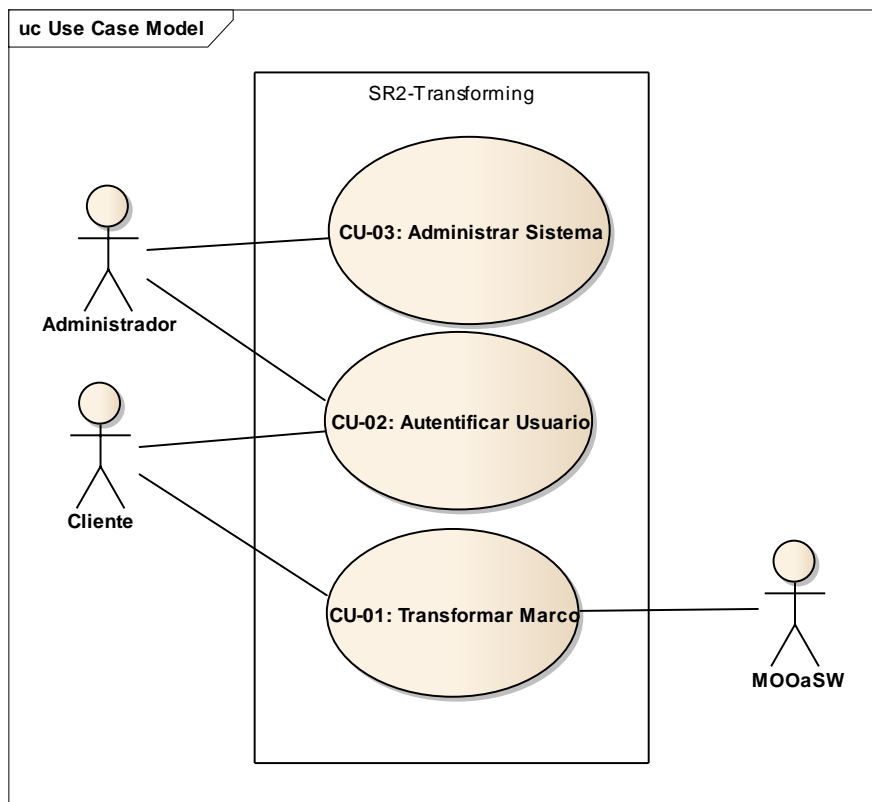 uc Use Case Model
SR2-Transforming
CU-03: Administrar Sistema
Administrador
CU-02: Autentificar Usuario
Cliente
CU-01: Transformar Marco
MOOaSW